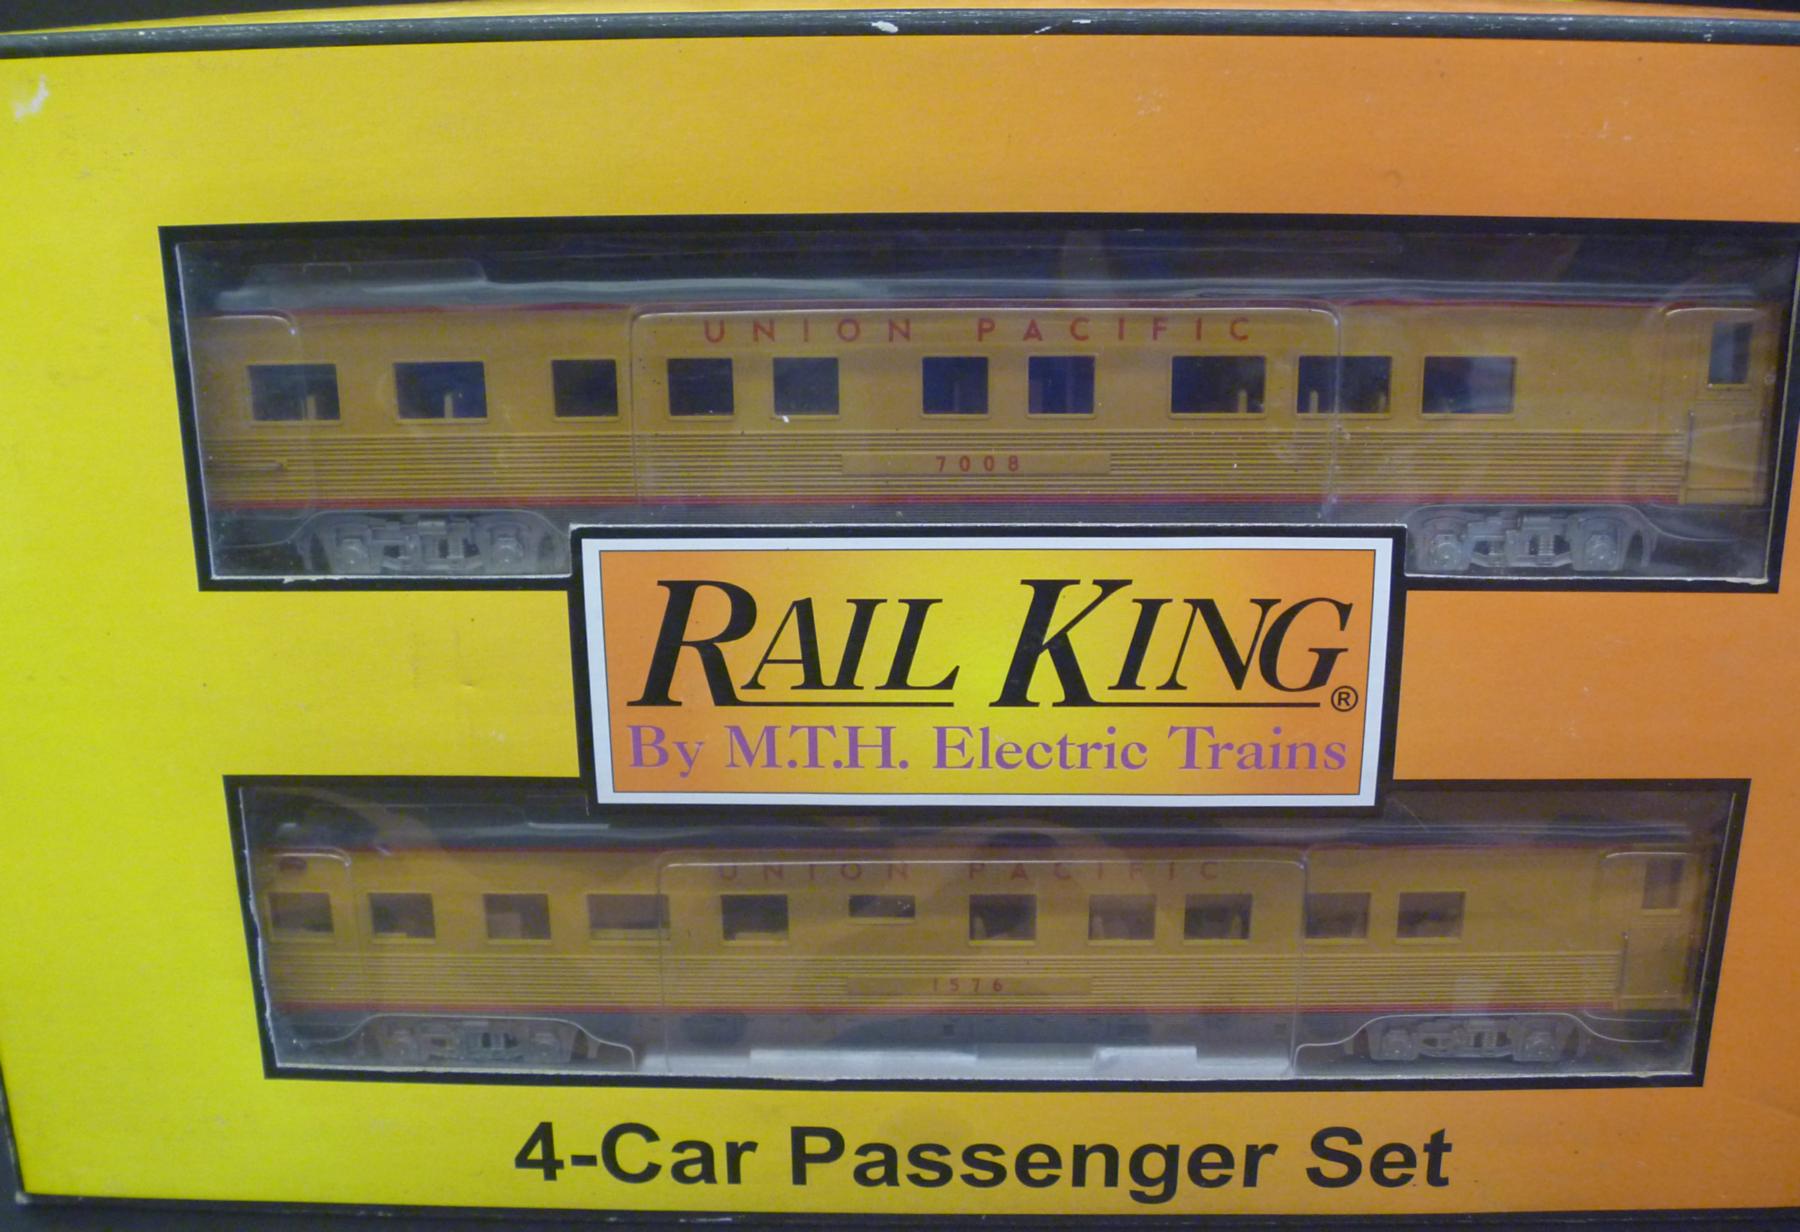 UNION PACIFIC
7008
RAIL KING®
By M.T.H. Electric Trains
UNION PACIFIC
1576
4-Car Passenger Set